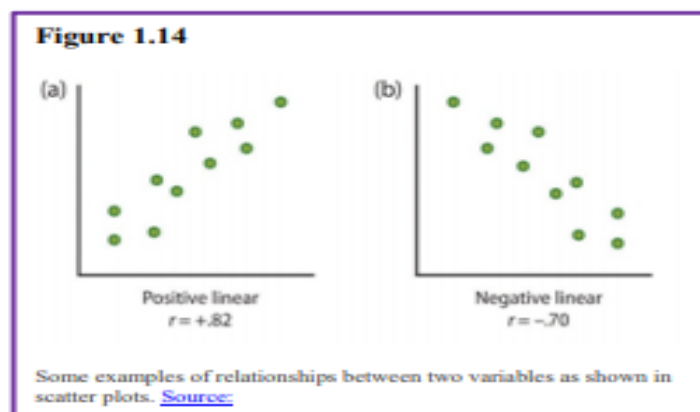 Figure 1.14
(a)
(b)
Positive linear
r = +.82
Negative linear
r = -.70
Some examples of relationships between two variables as shown in
scatter plots. Source: